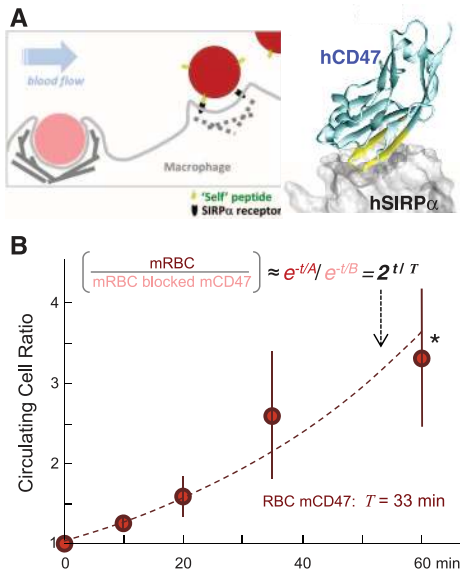 A
blood flow
Macrophage
'Self' peptide
SIRPα receptor
hCD47
hSIRPα
B
mRBC
mRBC blocked mCD47
≈ e^-t/A / e^-t/B = 2^t/T
Circulating Cell Ratio
4
3
2
1
*
RBC mCD47: T = 33 min
0
20
40
60 min